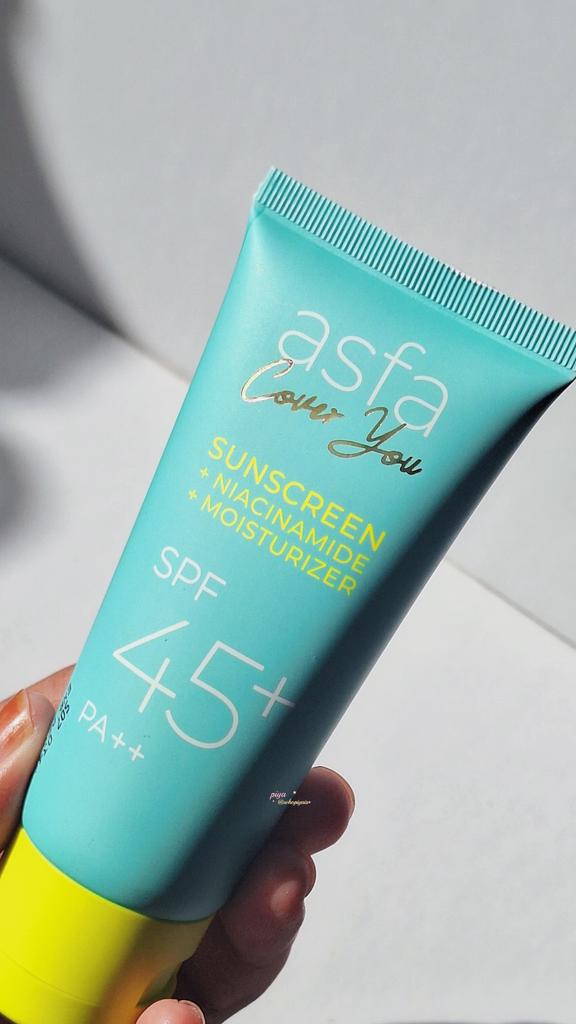 asfa
Cover You
SUNSCREEN
+ NIACINAMIDE
+ MOISTURIZER
SPF
45+
PA++
piya